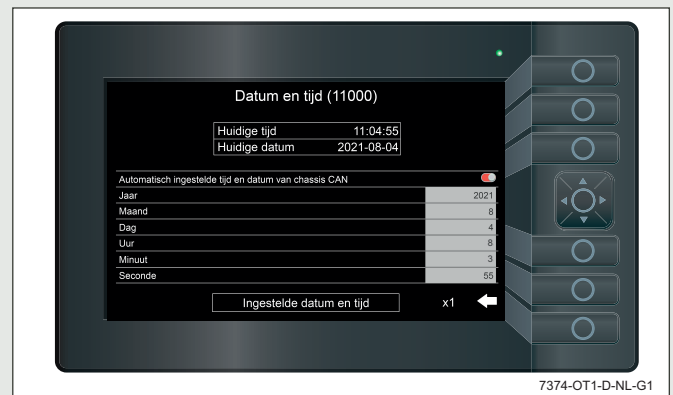 Datum en tijd (11000)
Huidige tijd 11:04:55
Huidige datum 2021-08-04
Automatisch ingestelde tijd en datum van chassis CAN
Jaar 2021
Maand 8
Dag 4
Uur 8
Minuut 3
Seconde 55
Ingestelde datum en tijd x1
7374-OT1-D-NL-G1